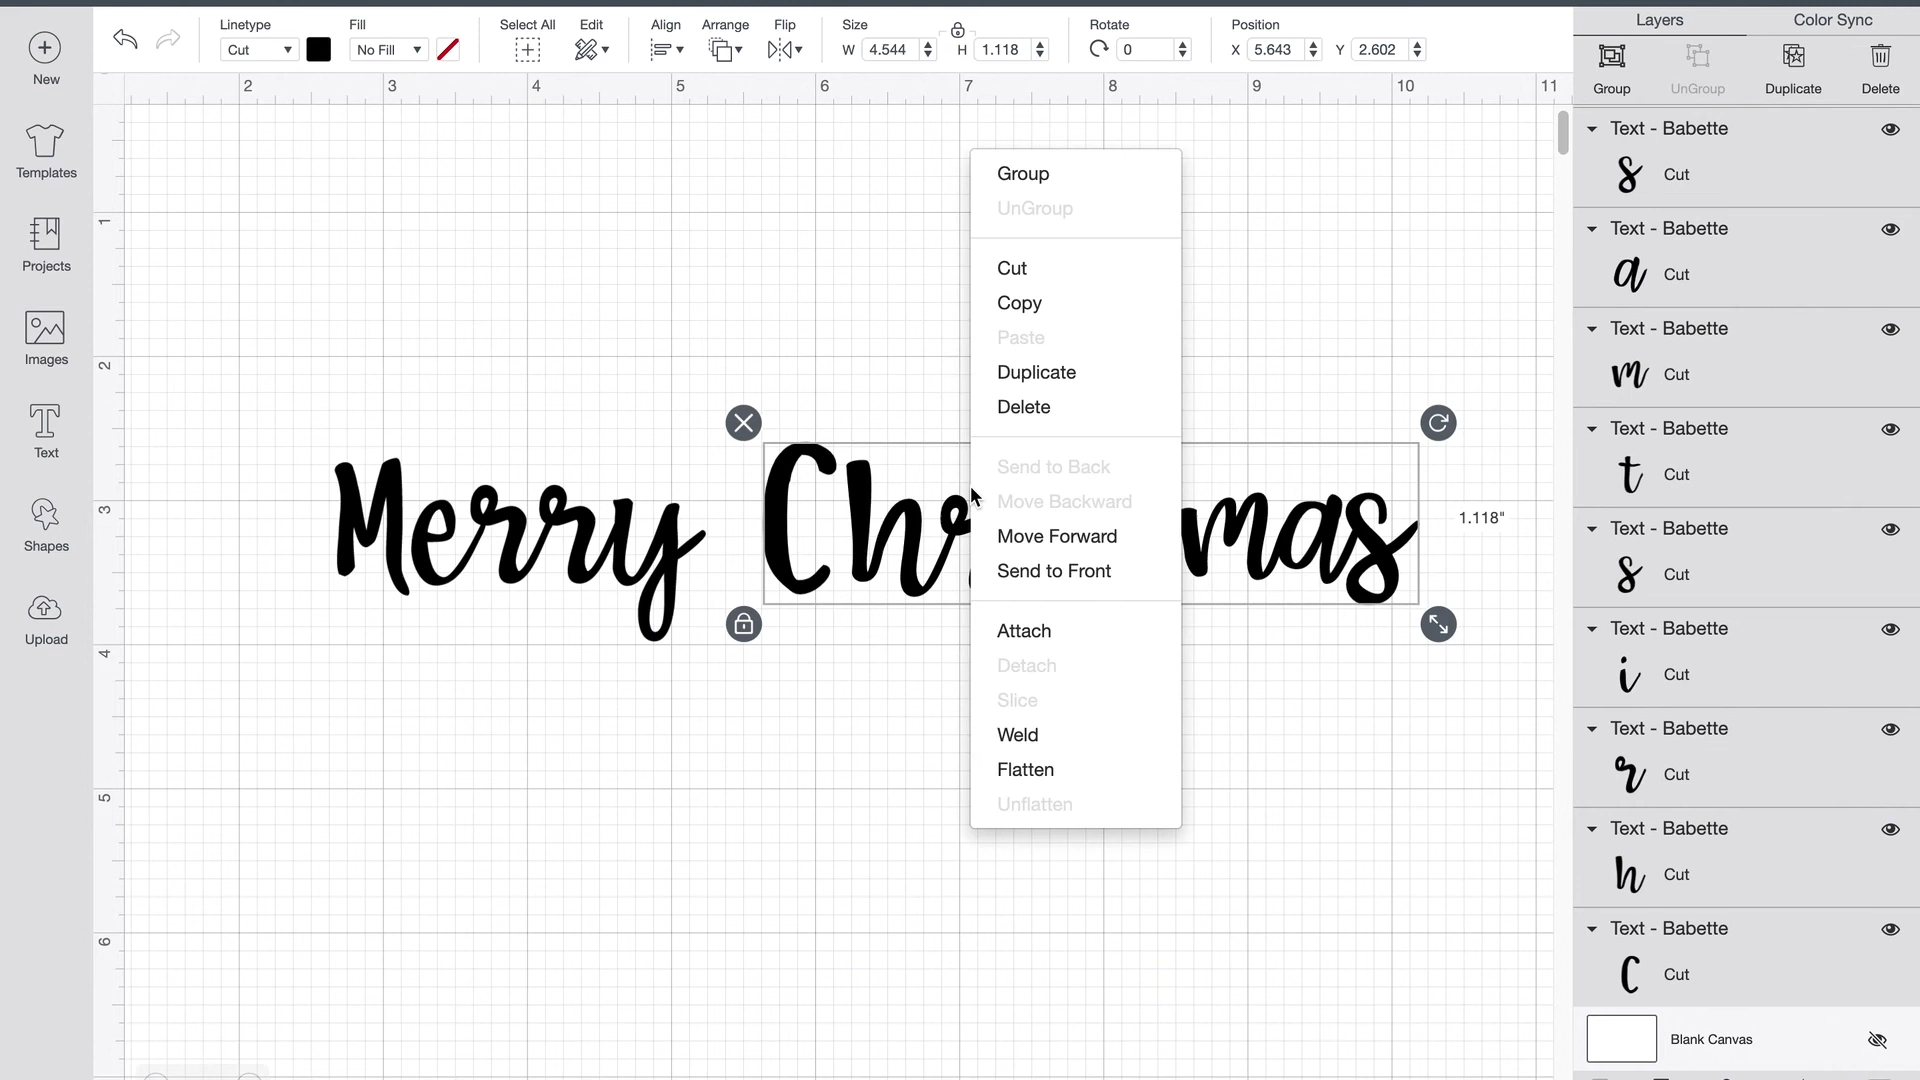 Linetype Fill Select All Edit Align Arrange Flip Size Rotate Position
Cut No Fill W 4.544 H 1.118 0 X 5.643 Y 2.602
Layers Color Sync
Group UnGroup Duplicate Delete
New
Templates
Projects
Images
Text
Shapes
Upload
2 3 4 5 6 7 8 9 10 11
1
2
3
4
5
6
Merry Chr mas
1.118"
Group
UnGroup
Cut
Copy
Paste
Duplicate
Delete
Send to Back
Move Backward
Move Forward
Send to Front
Attach
Detach
Slice
Weld
Flatten
Unflatten
Text - Babette
s Cut
Text - Babette
a Cut
Text - Babette
m Cut
Text - Babette
t Cut
Text - Babette
s Cut
Text - Babette
i Cut
Text - Babette
r Cut
Text - Babette
h Cut
Text - Babette
C Cut
Blank Canvas